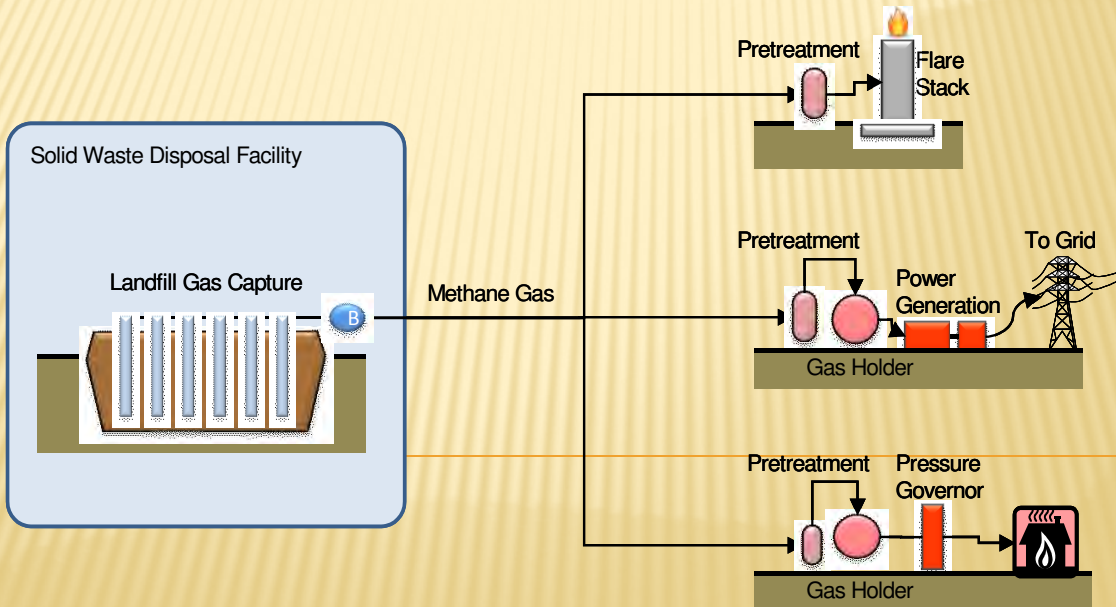 Pretreatment
Flare
Stack
Solid Waste Disposal Facility
Landfill Gas Capture
B
Methane Gas
Pretreatment
To Grid
Power
Generation
Gas Holder
Pretreatment
Pressure
Governor
Gas Holder